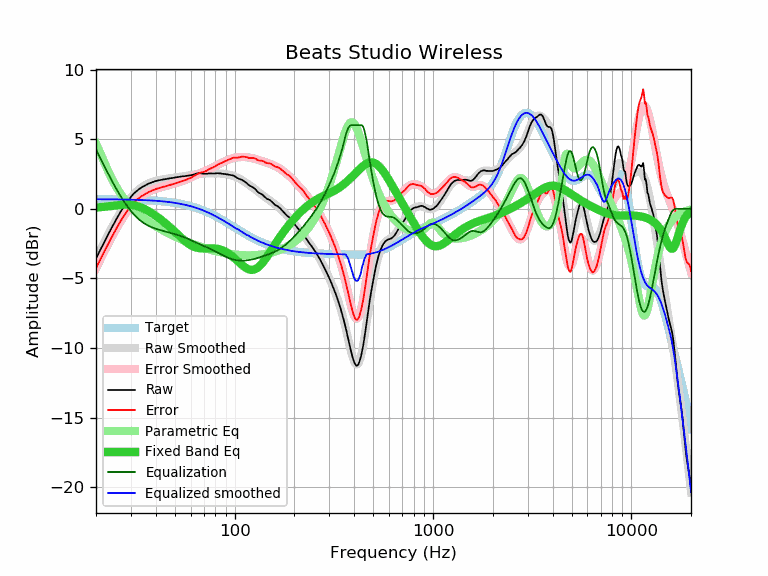 Beats Studio Wireless
10
5
0
−5
−10
−15
−20
Amplitude (dBr)
Target
Raw Smoothed
Error Smoothed
Raw
Error
Parametric Eq
Fixed Band Eq
Equalization
Equalized smoothed
100
1000
10000
Frequency (Hz)